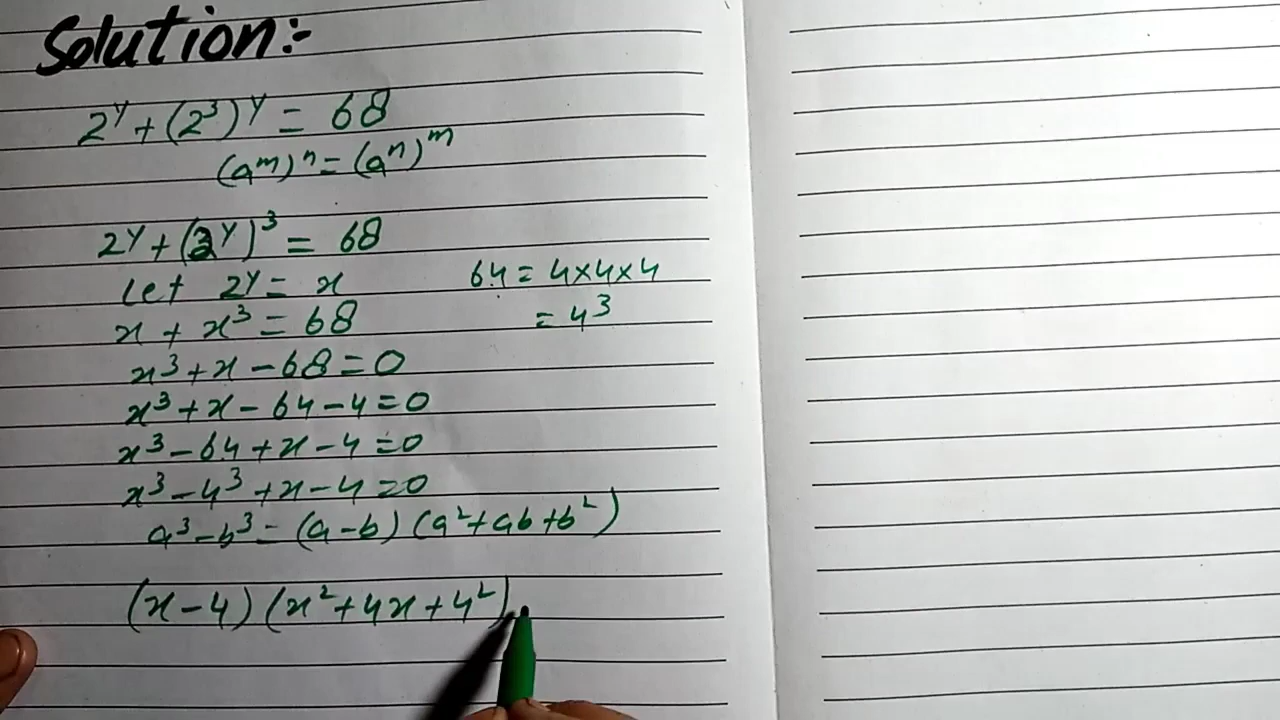 Solution:-
2^y + (2^3)^y = 68
(a^m)^n = (a^n)^m
2^y + (2^y)^3 = 68
Let 2^y = x
64 = 4×4×4
x + x^3 = 68
= 4^3
x^3 + x - 68 = 0
x^3 + x - 64 - 4 = 0
x^3 - 64 + x - 4 = 0
x^3 - 4^3 + x - 4 = 0
a^3 - b^3 = (a-b) (a^2 + ab + b^2)
(x - 4) (x^2 + 4x + 4^2)